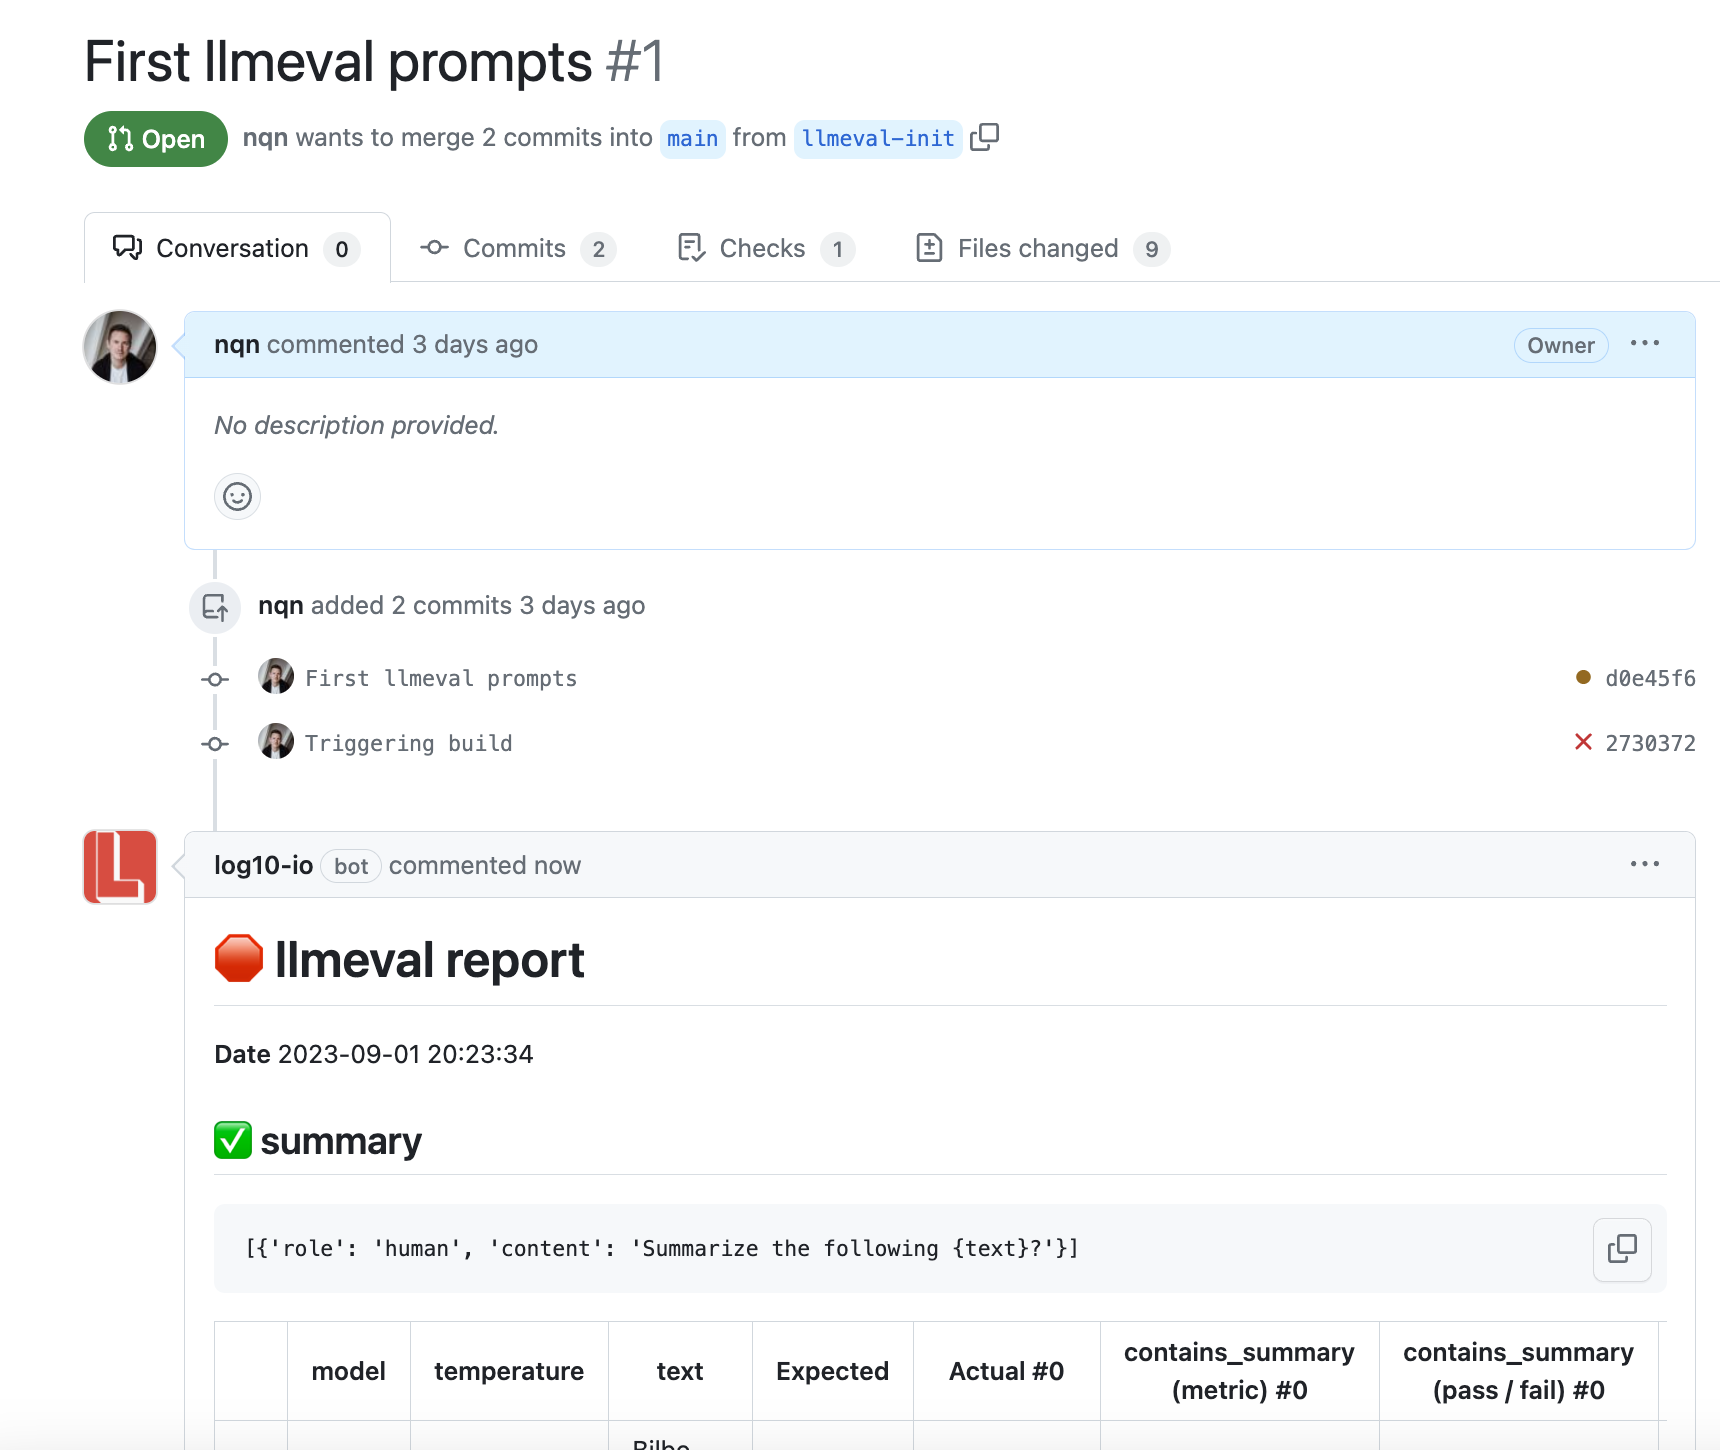 First llmeval prompts #1
Open nqn wants to merge 2 commits into main from llmeval-init
Conversation 0 Commits 2 Checks 1 Files changed 9
nqn commented 3 days ago Owner
No description provided.
nqn added 2 commits 3 days ago
First llmeval prompts d0e45f6
Triggering build 2730372
log10-io bot commented now
llmeval report
Date 2023-09-01 20:23:34
summary
[{'role': 'human', 'content': 'Summarize the following {text}?'}]
model temperature text Expected Actual #0 contains_summary (metric) #0 contains_summary (pass / fail) #0
Bilbo